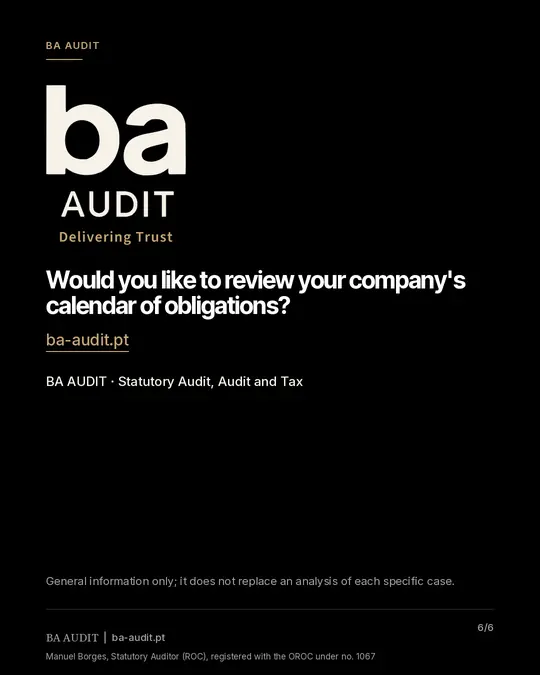 BA AUDIT
ba
AUDIT
Delivering Trust
Would you like to review your company's
calendar of obligations?
ba-audit.pt
BA AUDIT · Statutory Audit, Audit and Tax
General information only; it does not replace an analysis of each specific case.
6/6
BA AUDIT | ba-audit.pt
Manuel Borges, Statutory Auditor (ROC), registered with the OROC under no. 1067